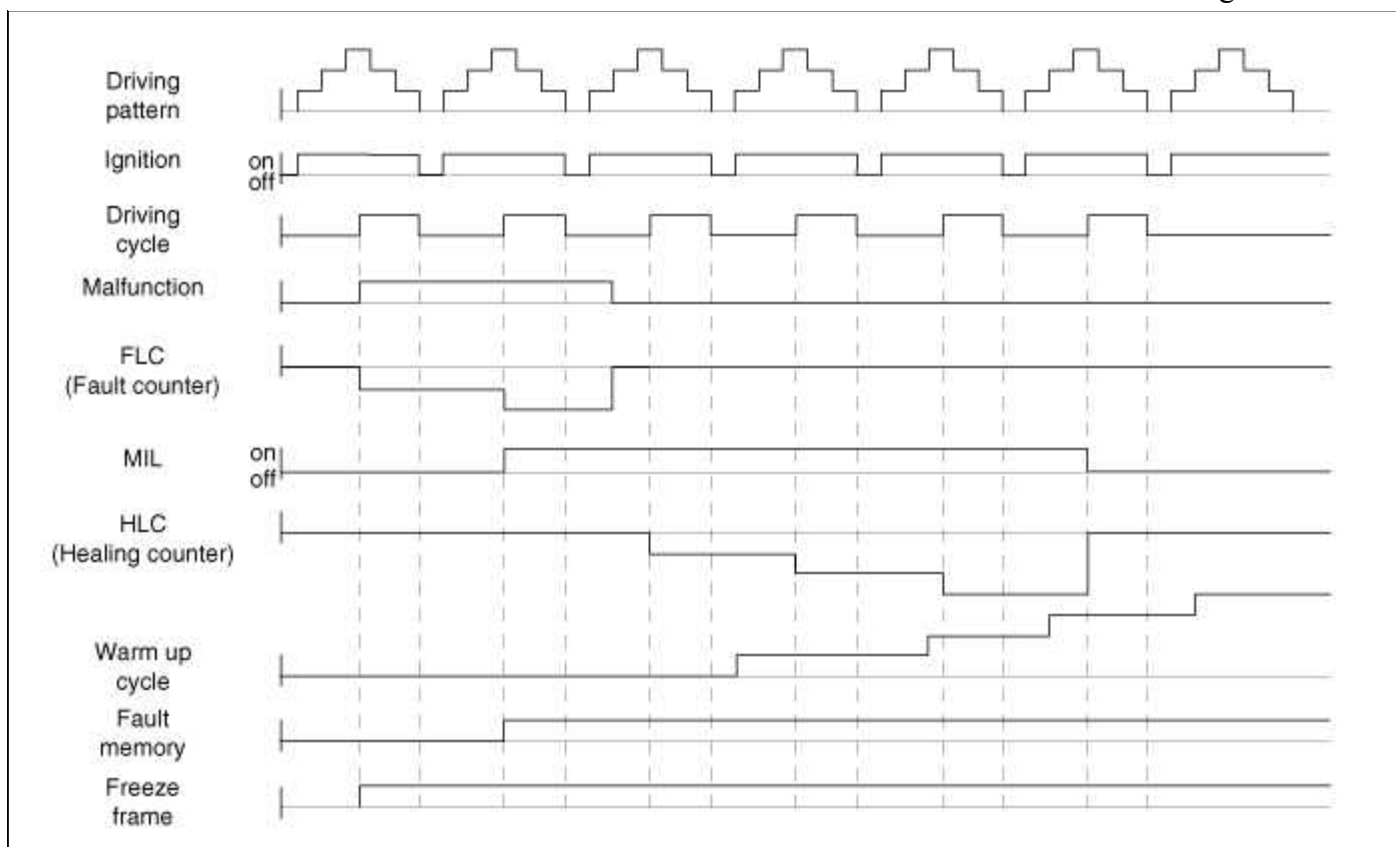 Driving
pattern
Ignition
on
off
Driving
cycle
Malfunction
FLC
(Fault counter)
MIL
on
off
HLC
(Healing counter)
Warm up
cycle
Fault
memory
Freeze
frame